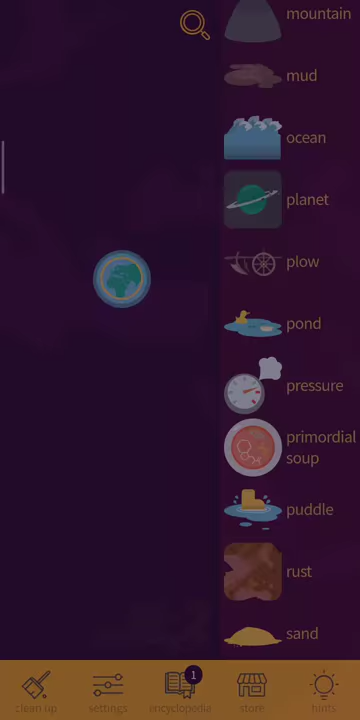 mountain
mud
ocean
planet
plow
pond
pressure
primordial
soup
puddle
rust
sand
1
clean up
settings
encyclopedia
store
hints